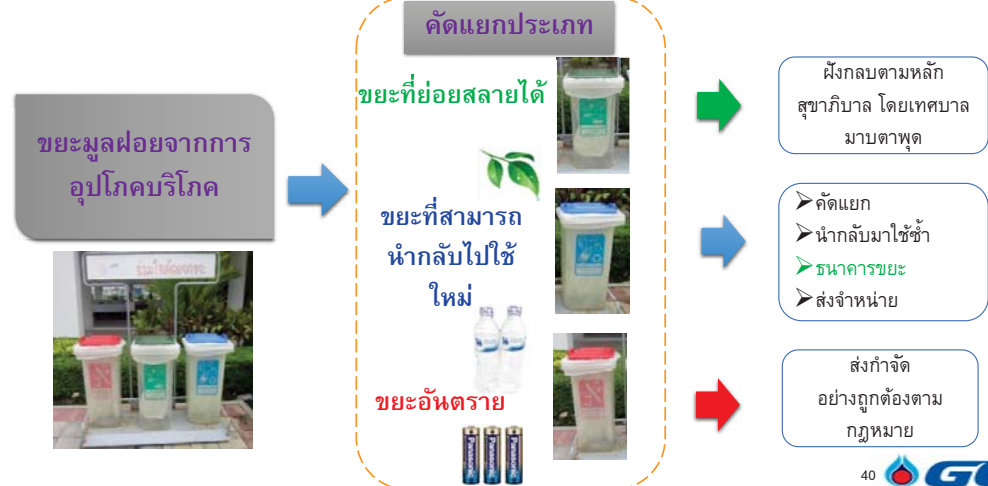 คัดแยกประเภท
ขยะมูลฝอยจากการ
อุปโภคบริโภค
ขยะที่ย่อยสลายได้
ขยะที่สามารถ
นำกลับไปใช้
ใหม่
ขยะอันตราย
Panasonic
Panasonic
Panasonic
ฝังกลบตามหลัก
สุขาภิบาล โดยเทศบาล
มาบตาพุด
➢คัดแยก
➢นำกลับมาใช้ซ้ำ
➢ธนาคารขยะ
➢ส่งจำหน่าย
ส่งกำจัด
อย่างถูกต้องตาม
กฎหมาย
40